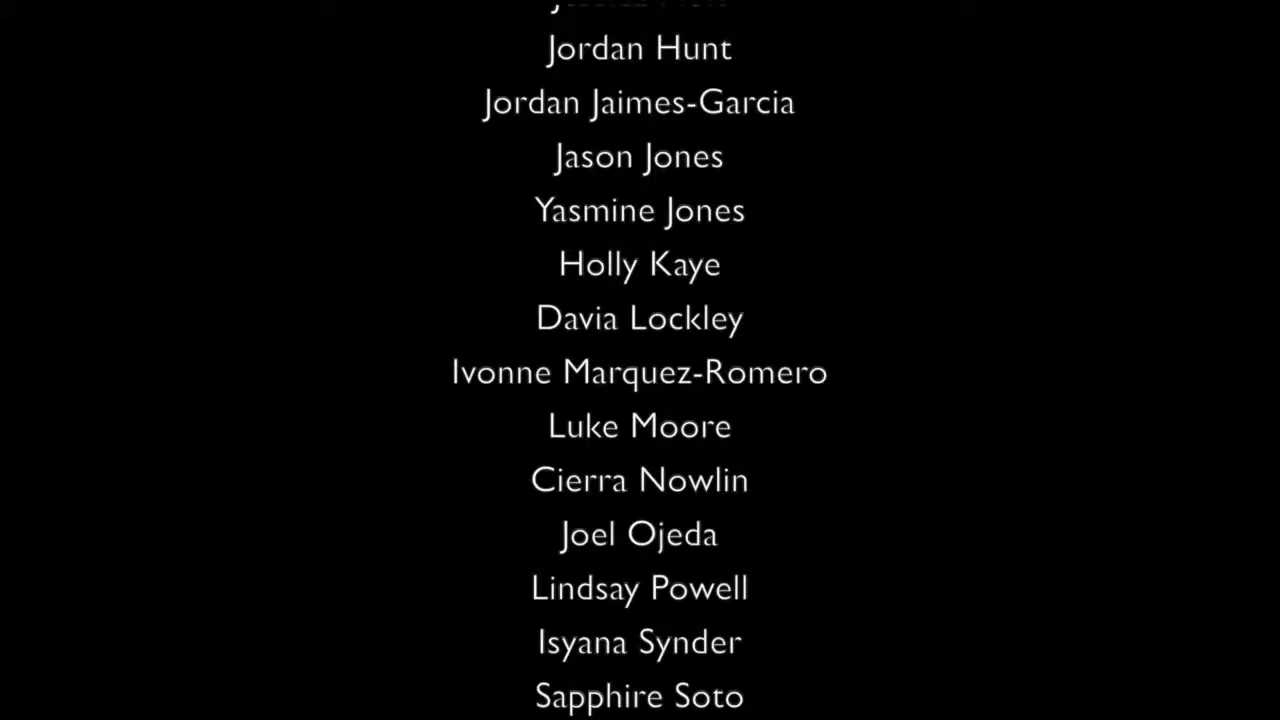 Jordan Hunt
Jordan Jaimes-Garcia
Jason Jones
Yasmine Jones
Holly Kaye
Davia Lockley
Ivonne Marquez-Romero
Luke Moore
Cierra Nowlin
Joel Ojeda
Lindsay Powell
Isyana Synder
Sapphire Soto